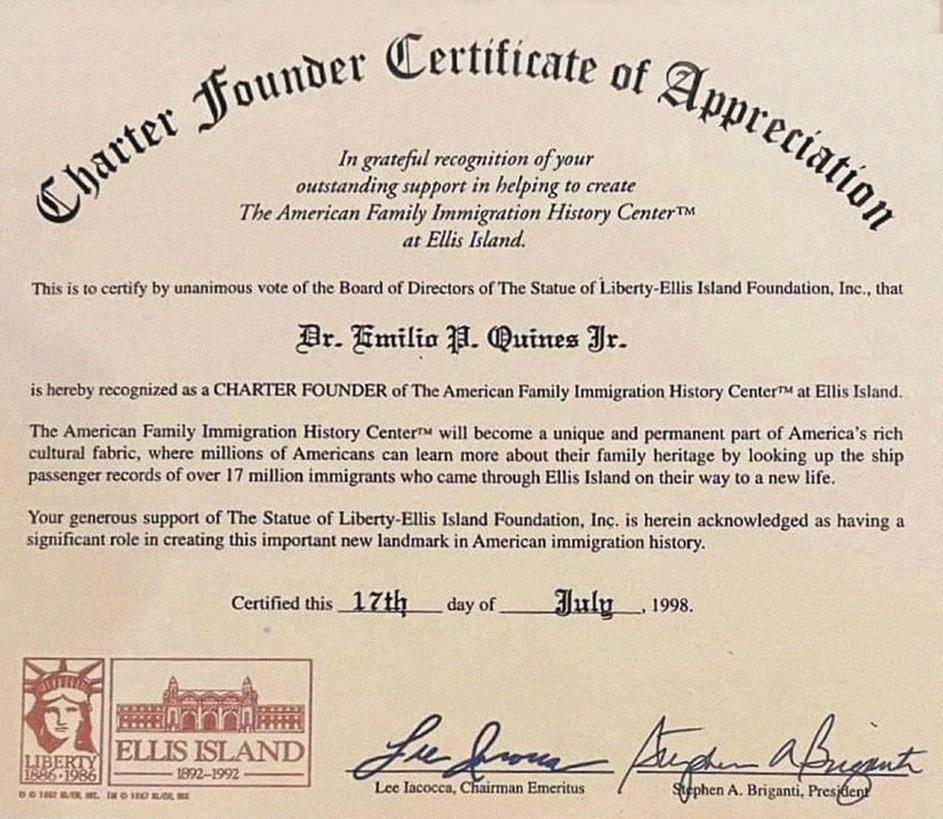 Charter Founder Certificate of Appreciation
In grateful recognition of your
outstanding support in helping to create
The American Family Immigration History Center™
at Ellis Island.
This is to certify by unanimous vote of the Board of Directors of The Statue of Liberty-Ellis Island Foundation, Inc., that
Dr. Emilio P. Quines Jr.
is hereby recognized as a CHARTER FOUNDER of The American Family Immigration History Center™ at Ellis Island.
The American Family Immigration History Center™ will become a unique and permanent part of America's rich
cultural fabric, where millions of Americans can learn more about their family heritage by looking up the ship
passenger records of over 17 million immigrants who came through Ellis Island on their way to a new life.
Your generous support of The Statue of Liberty-Ellis Island Foundation, Inc. is herein acknowledged as having a
significant role in creating this important new landmark in American immigration history.
Certified this 17th day of July, 1998.
LIBERTY
1886•1986
ELLIS ISLAND
1892–1992
Lee Iacocca
Lee Iacocca, Chairman Emeritus
Stephen A Briganti
Stephen A. Briganti, President